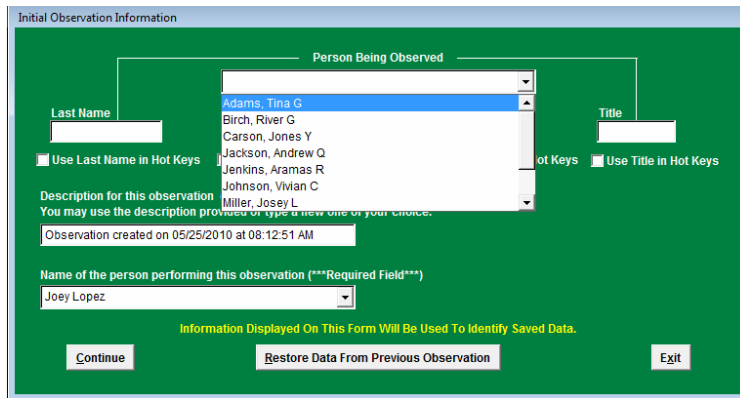 Initial Observation Information
Person Being Observed
Adams, Tina G
Last Name
Title
Birch, River G
Carson, Jones Y
Jackson, Andrew Q
Use Last Name in Hot Keys
ot Keys
Use Title in Hot Keys
Jenkins, Aramas R
Johnson, Vivian C
Description for this observation
Miller, Josey L
You may use the description provided or type a new one of your choice.
Observation created on 05/25/2010 at 08:12:51 AM
Name of the person performing this observation (***Required Field***)
Joey Lopez
Information Displayed On This Form Will Be Used To Identify Saved Data.
Continue
Restore Data From Previous Observation
Exit